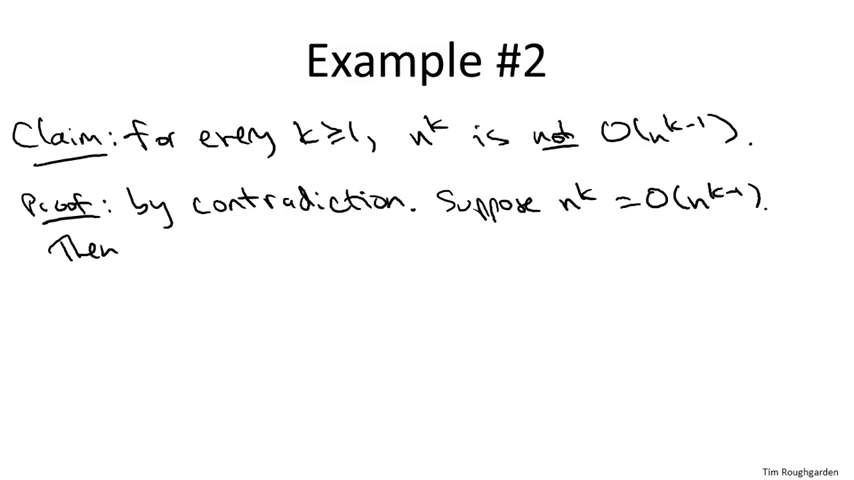 Example #2
Claim: for every k≥1, n^k is not O(n^{k-1}).
Proof: by contradiction. Suppose n^k = O(n^{k-1}).
Then
Tim Roughgarden